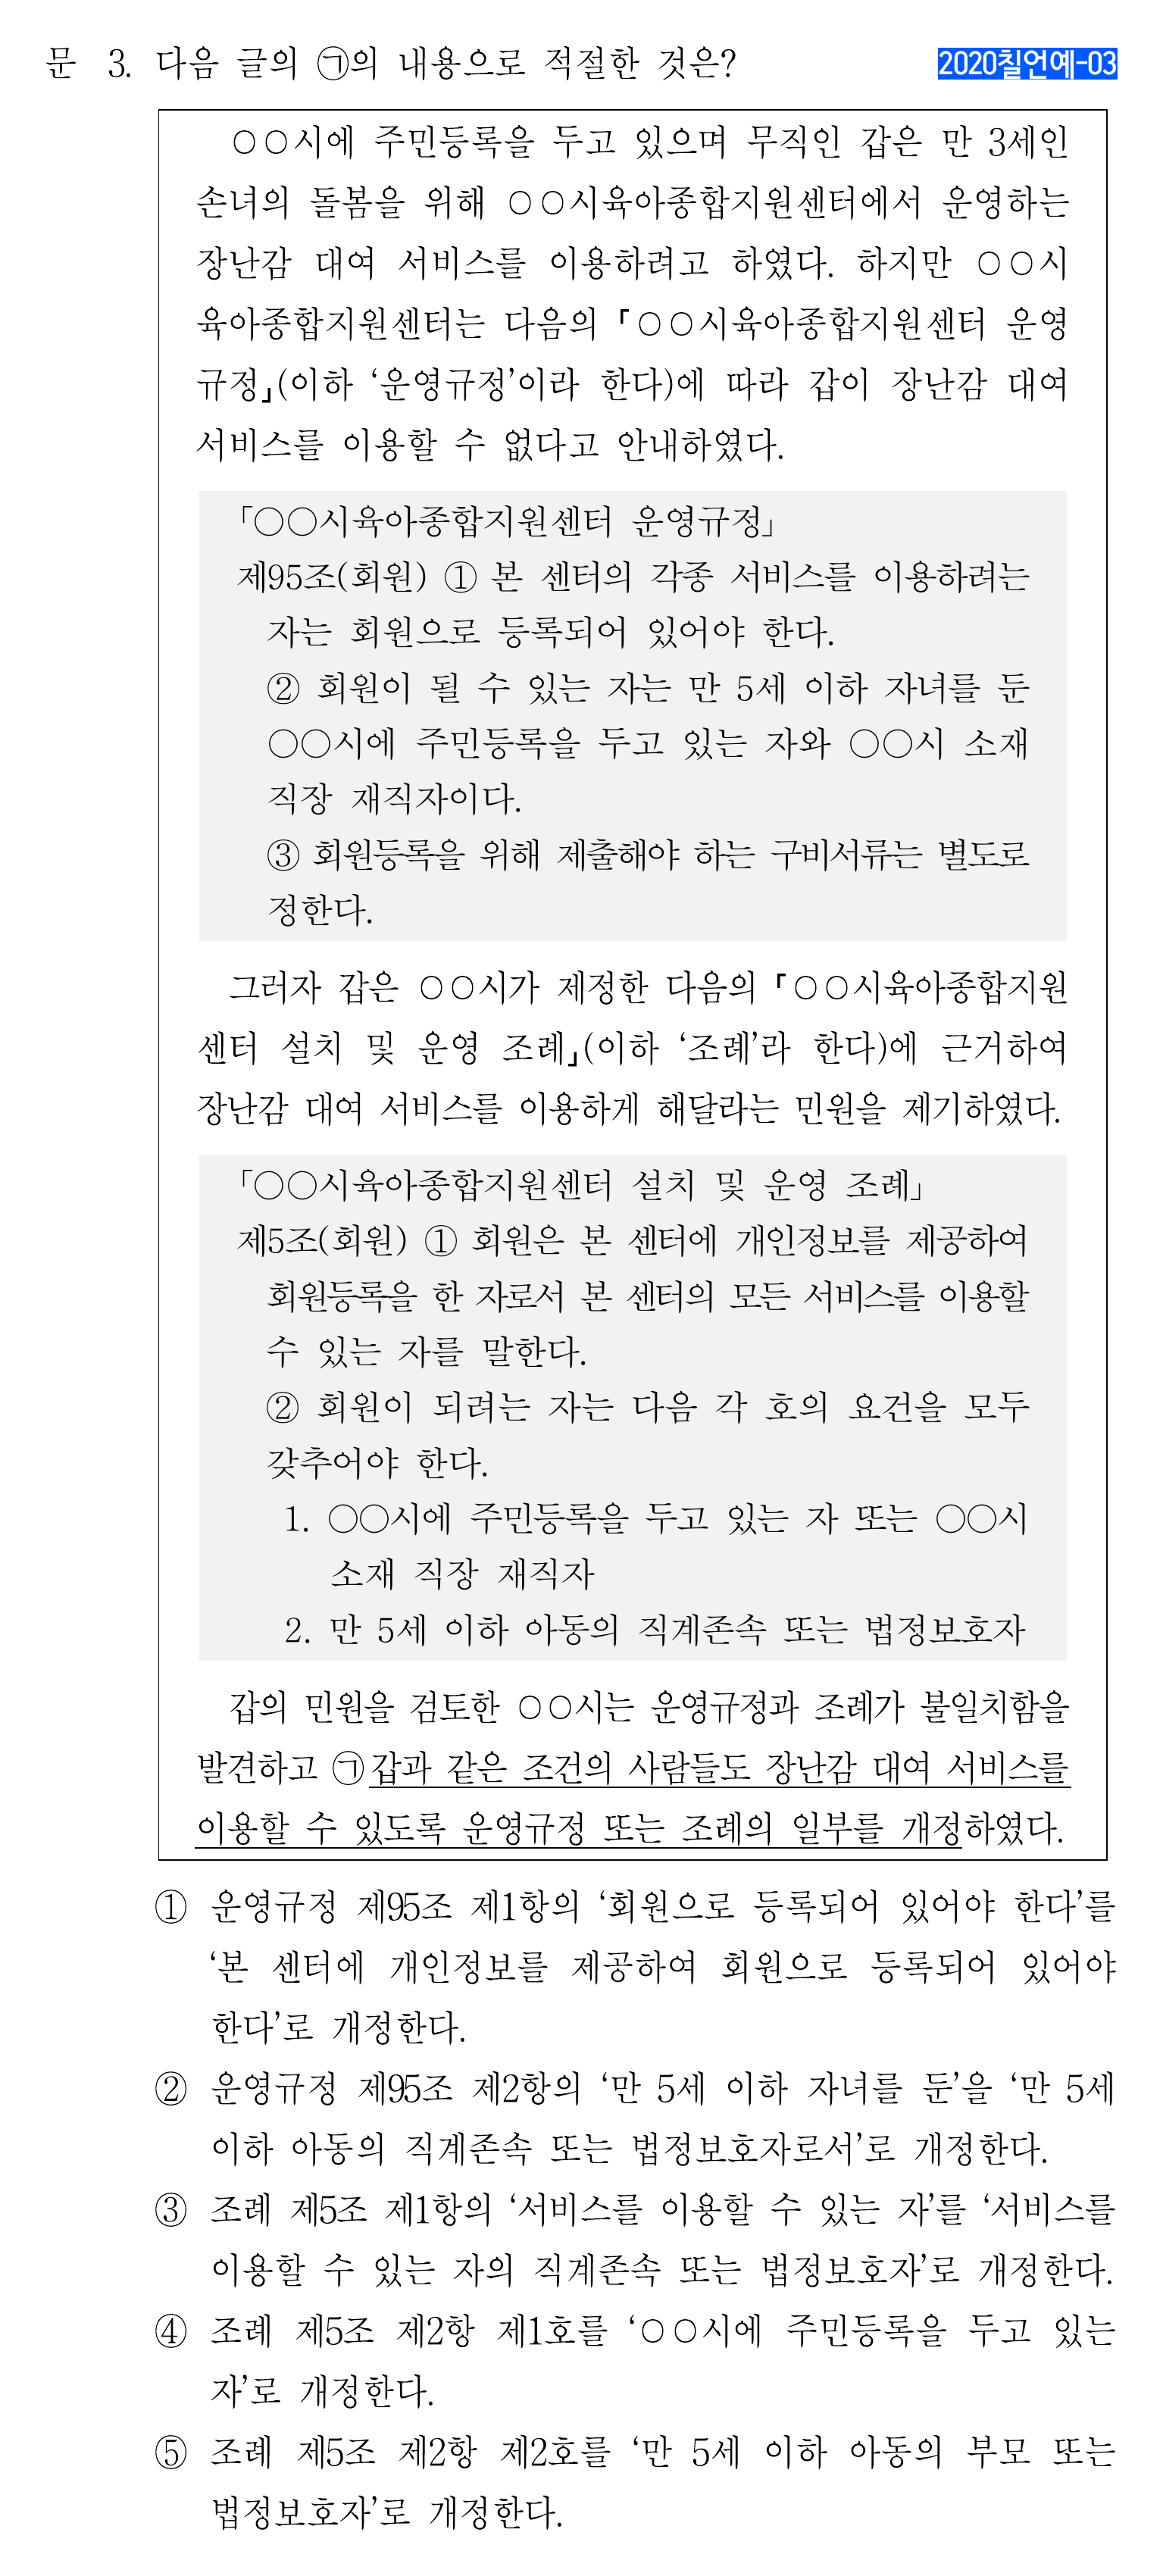 문 3. 다음 글의 ㉠의 내용으로 적절한 것은?
2020칠언예-03
○○시에 주민등록을 두고 있으며 무직인 갑은 만 3세인
손녀의 돌봄을 위해 ○○시육아종합지원센터에서 운영하는
장난감 대여 서비스를 이용하려고 하였다. 하지만 ○○시
육아종합지원센터는 다음의 「○○시육아종합지원센터 운영
규정」(이하 ‘운영규정’이라 한다)에 따라 갑이 장난감 대여
서비스를 이용할 수 없다고 안내하였다.
「○○시육아종합지원센터 운영규정」
제95조(회원) ① 본 센터의 각종 서비스를 이용하려는
자는 회원으로 등록되어 있어야 한다.
② 회원이 될 수 있는 자는 만 5세 이하 자녀를 둔
○○시에 주민등록을 두고 있는 자와 ○○시 소재
직장 재직자이다.
③ 회원등록을 위해 제출해야 하는 구비서류는 별도로
정한다.
그러자 갑은 ○○시가 제정한 다음의 「○○시육아종합지원
센터 설치 및 운영 조례」(이하 ‘조례’라 한다)에 근거하여
장난감 대여 서비스를 이용하게 해달라는 민원을 제기하였다.
「○○시육아종합지원센터 설치 및 운영 조례」
제5조(회원) ① 회원은 본 센터에 개인정보를 제공하여
회원등록을 한 자로서 본 센터의 모든 서비스를 이용할
수 있는 자를 말한다.
② 회원이 되려는 자는 다음 각 호의 요건을 모두
갖추어야 한다.
1. ○○시에 주민등록을 두고 있는 자 또는 ○○시
소재 직장 재직자
2. 만 5세 이하 아동의 직계존속 또는 법정보호자
갑의 민원을 검토한 ○○시는 운영규정과 조례가 불일치함을
발견하고 ㉠갑과 같은 조건의 사람들도 장난감 대여 서비스를
이용할 수 있도록 운영규정 또는 조례의 일부를 개정하였다.
① 운영규정 제95조 제1항의 ‘회원으로 등록되어 있어야 한다’를
‘본 센터에 개인정보를 제공하여 회원으로 등록되어 있어야
한다’로 개정한다.
② 운영규정 제95조 제2항의 ‘만 5세 이하 자녀를 둔’을 ‘만 5세
이하 아동의 직계존속 또는 법정보호자로서’로 개정한다.
③ 조례 제5조 제1항의 ‘서비스를 이용할 수 있는 자’를 ‘서비스를
이용할 수 있는 자의 직계존속 또는 법정보호자’로 개정한다.
④ 조례 제5조 제2항 제1호를 ‘○○시에 주민등록을 두고 있는
자’로 개정한다.
⑤ 조례 제5조 제2항 제2호를 ‘만 5세 이하 아동의 부모 또는
법정보호자’로 개정한다.